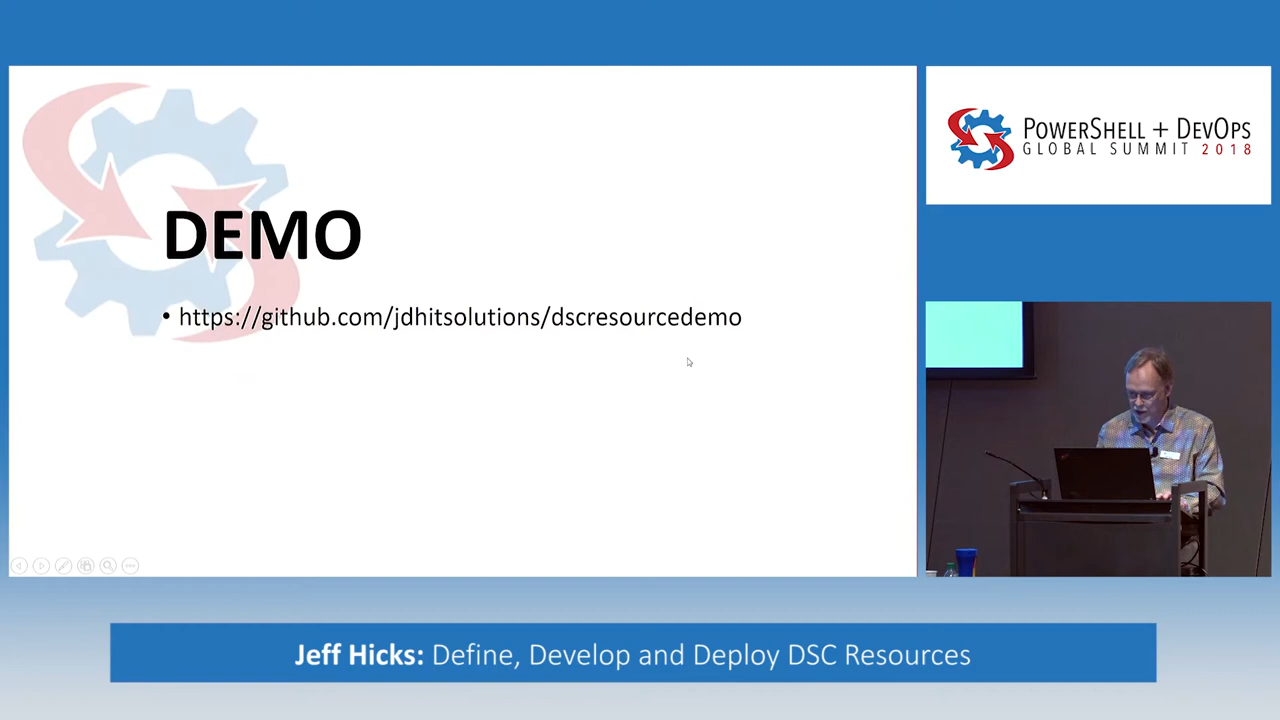 DEMO
• https://github.com/jdhitsolutions/dscresourcedemo
POWERSHELL + DEVOPS
GLOBAL SUMMIT 2018
Jeff Hicks: Define, Develop and Deploy DSC Resources